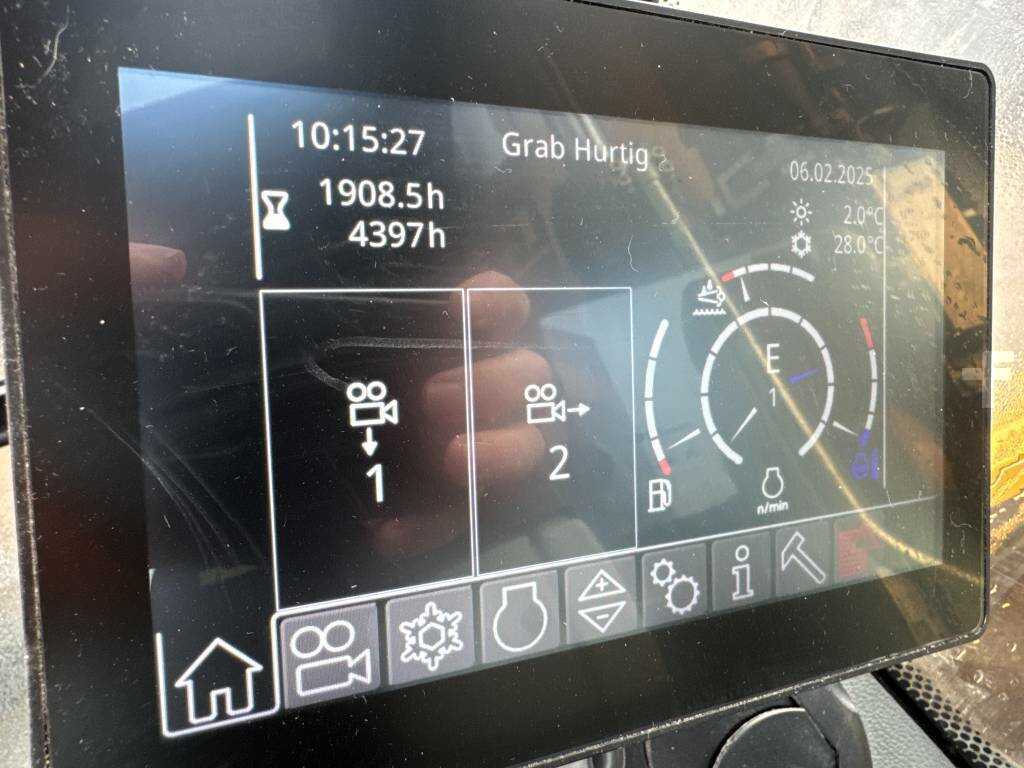 10:15:27
Grab Hurtig
06.02.2025
1908.5h
2.0°C
4397h
28.0°C
E
1
1
2
n/min